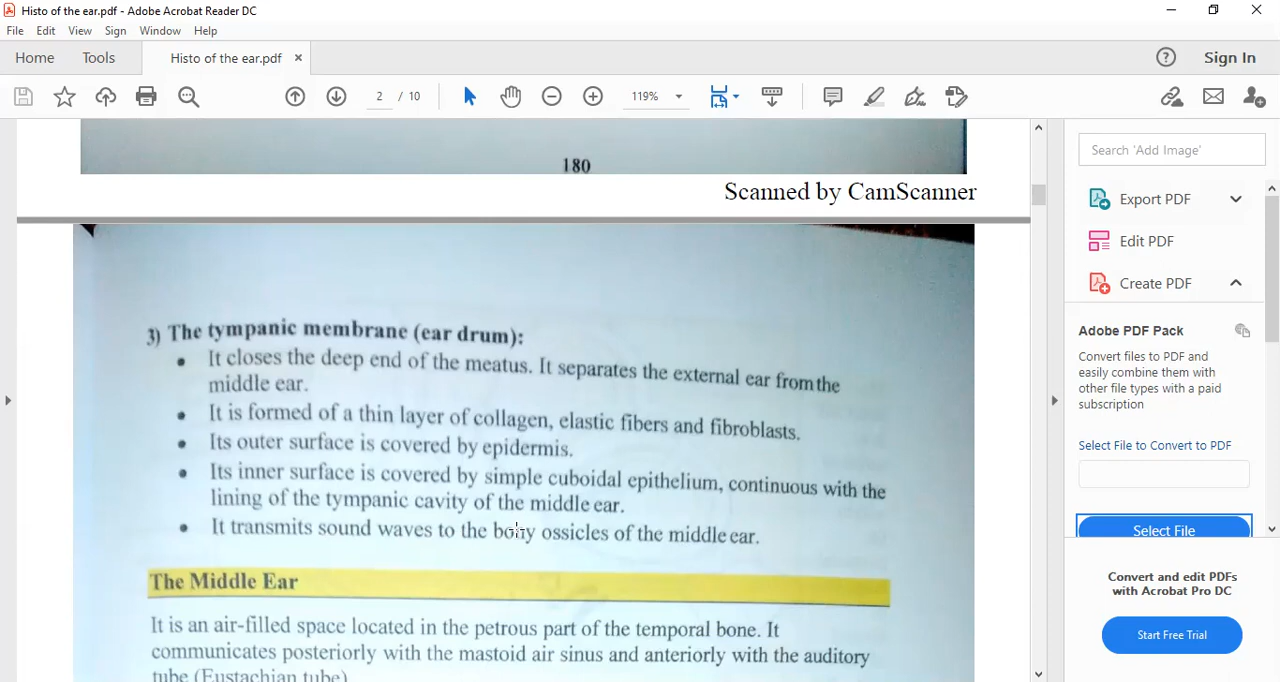 Histo of the ear.pdf - Adobe Acrobat Reader DC
File Edit View Sign Window Help
Home Tools Histo of the ear.pdf × Sign In
2 / 10 119%
180
Scanned by CamScanner
3) The tympanic membrane (ear drum):
• It closes the deep end of the meatus. It separates the external ear from the
middle ear.
• It is formed of a thin layer of collagen, elastic fibers and fibroblasts.
• Its outer surface is covered by epidermis.
• Its inner surface is covered by simple cuboidal epithelium, continuous with the
lining of the tympanic cavity of the middle ear.
• It transmits sound waves to the bony ossicles of the middle ear.
The Middle Ear
It is an air-filled space located in the petrous part of the temporal bone. It
communicates posteriorly with the mastoid air sinus and anteriorly with the auditory
tube (Eustachian tube)
Search 'Add Image'
Export PDF
Edit PDF
Create PDF
Adobe PDF Pack
Convert files to PDF and
easily combine them with
other file types with a paid
subscription
Select File to Convert to PDF
Select File
Convert and edit PDFs
with Acrobat Pro DC
Start Free Trial